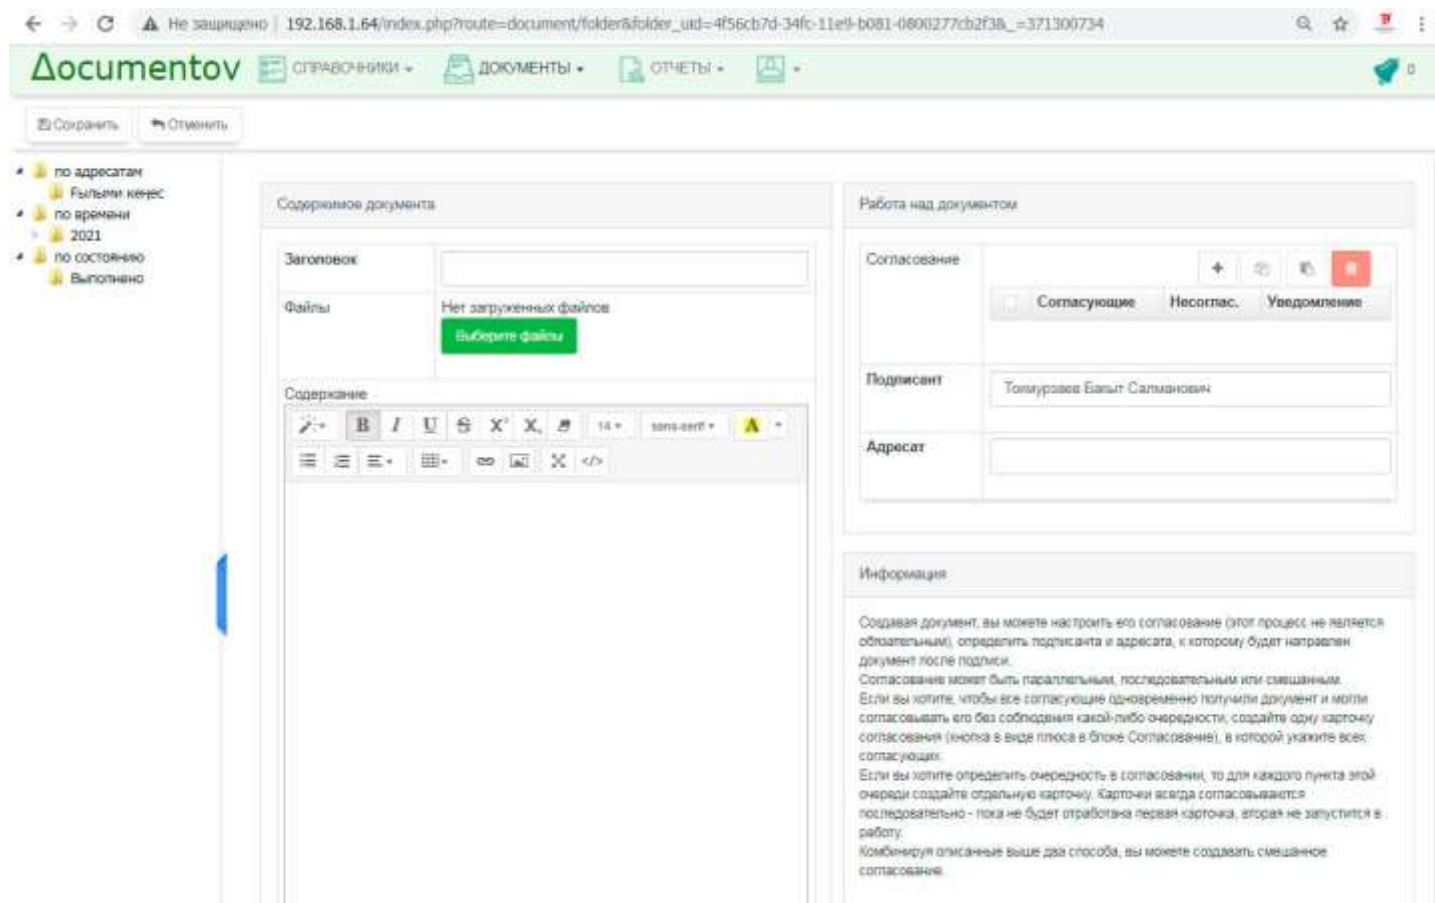 Не защищено | 192.168.1.64/index.php?route=document/folder&folder_uid=4f56cb7d-34fc-11e9-b081-0800277cb2f3&_=371300734
Documentov СПРАВОЧНИКИ ДОКУМЕНТЫ ОТЧЕТЫ 0
Сохранить Отменить
по адресатам
Ғылыми кеңес
по времени
2021
по состоянию
Выполнено
Содержимое документа
Заголовок
Файлы Нет загруженных файлов
Выберите файлы
Содержание
B I U S X² X₂ 14 sans-serif A
</>
Работа над документом
Согласование
Согласующие Несоглас. Уведомление
Подписант Токмурзаев Бакыт Салманович
Адресат
Информация
Создавая документ, вы можете настроить его согласование (этот процесс не является
обязательным), определить подписанта и адресата, к которому будет направлен
документ после подписи.
Согласование может быть параллельным, последовательным или смешанным.
Если вы хотите, чтобы все согласующие одновременно получили документ и могли
согласовывать его без соблюдения какой-либо очередности, создайте одну карточку
согласования (кнопка в виде плюса в блоке Согласование), в которой укажите всех
согласующих.
Если вы хотите определить очередность в согласовании, то для каждого пункта этой
очереди создайте отдельную карточку. Карточки всегда согласовываются
последовательно - пока не будет отработана первая карточка, вторая не запустится в
работу.
Комбинируя описанные выше два способа, вы можете создавать смешанное
согласование.